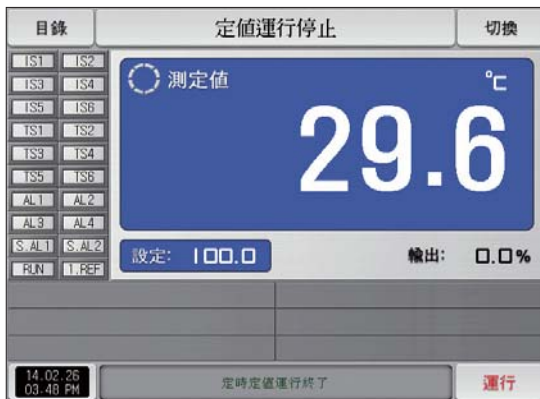 目錄 定值運行停止 切換
IS1 IS2
IS3 IS4
IS5 IS6
TS1 TS2
TS3 TS4
TS5 TS6
AL1 AL2
AL3 AL4
S.AL1 S.AL2
RUN 1.REF
測定值 ℃
29.6
設定: 100.0 輸出: 0.0%
14.02.26
03.48 PM
定時定值運行終了
運行